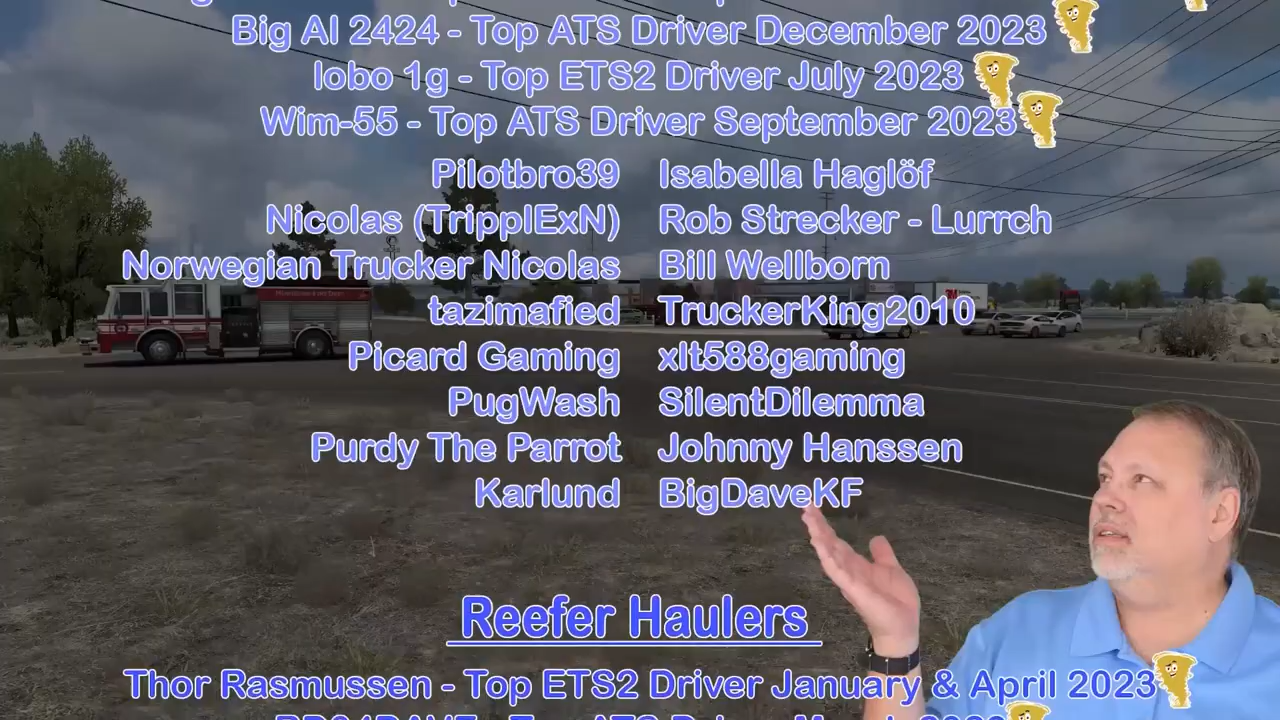 Big Al 2424 - Top ATS Driver December 2023
lobo 1g - Top ETS2 Driver July 2023
Wim-55 - Top ATS Driver September 2023
Pilotbro39 Isabella Haglöf
Nicolas (TripplExN) Rob Strecker - Lurrch
Norwegian Trucker Nicolas Bill Wellborn
tazimafied TruckerKing2010
Picard Gaming xlt588gaming
PugWash SilentDilemma
Purdy The Parrot Johnny Hanssen
Karlund BigDaveKF
Reefer Haulers
Thor Rasmussen - Top ETS2 Driver January & April 2023